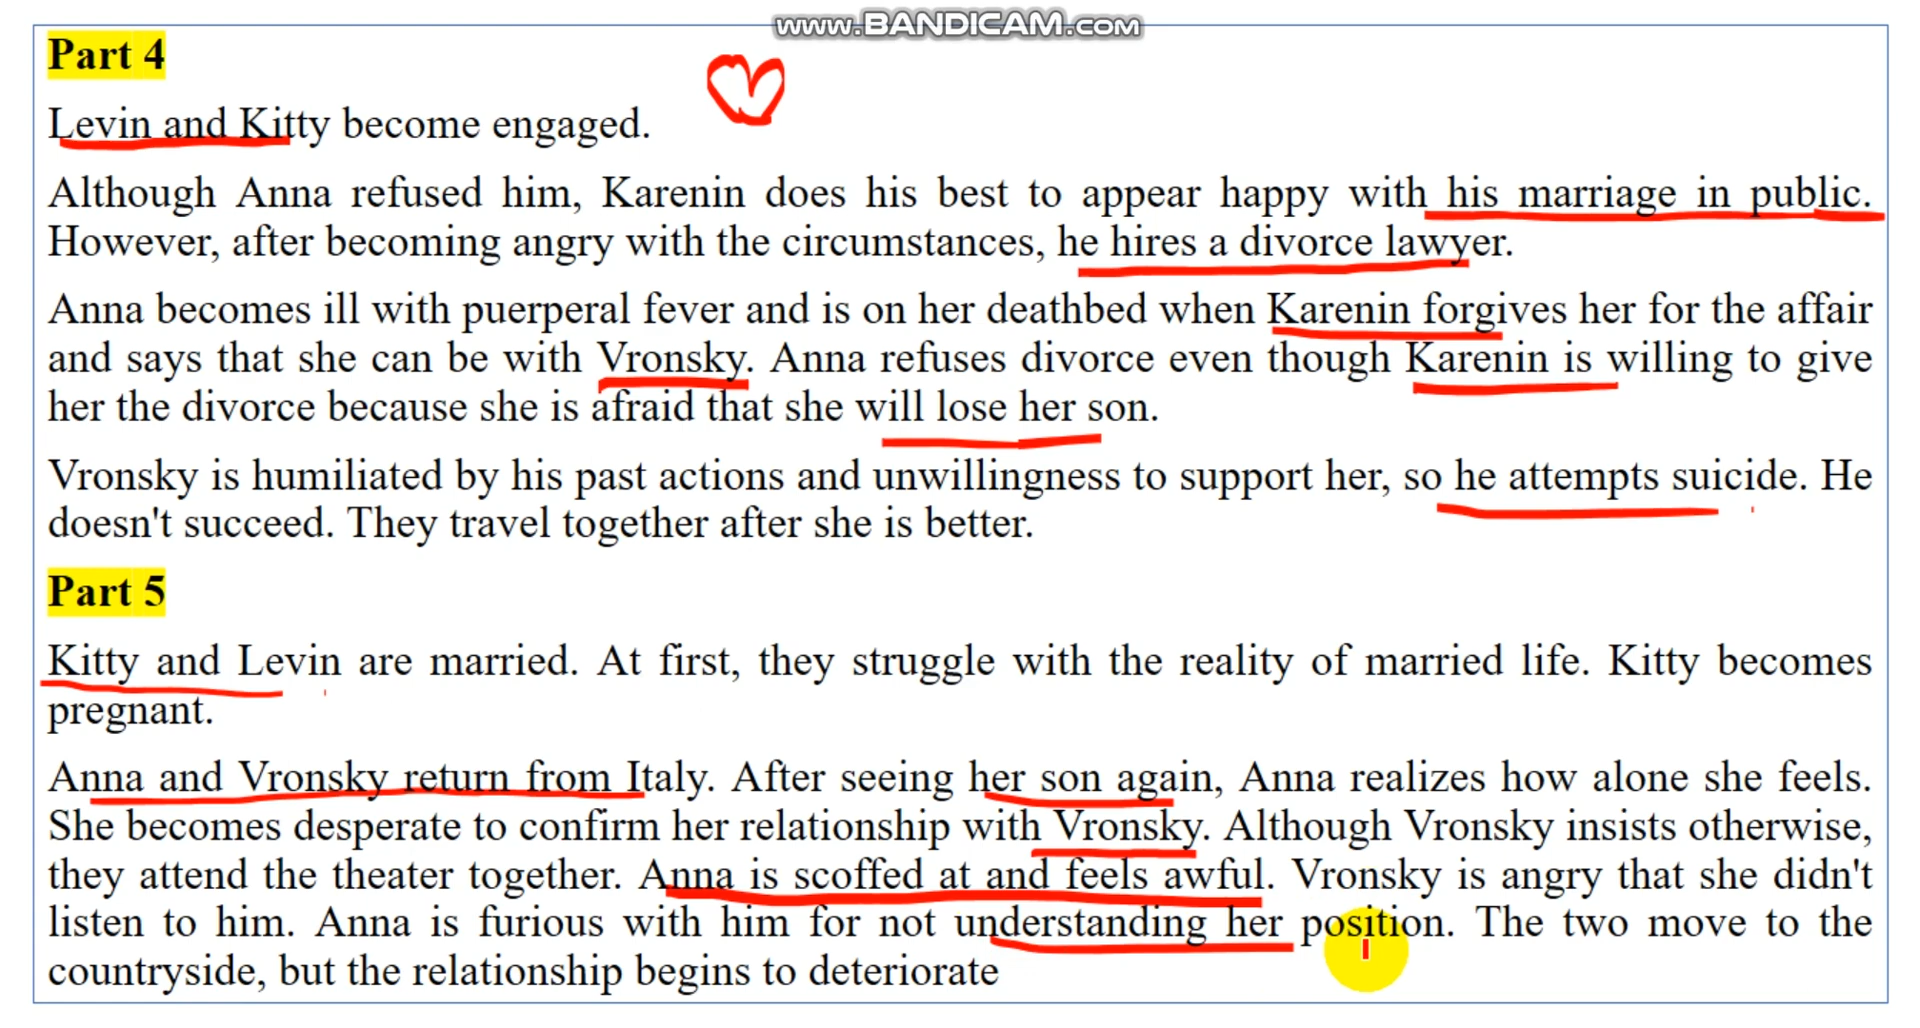 www.BANDICAM.com
Part 4
Levin and Kitty become engaged.
Although Anna refused him, Karenin does his best to appear happy with his marriage in public.
However, after becoming angry with the circumstances, he hires a divorce lawyer.
Anna becomes ill with puerperal fever and is on her deathbed when Karenin forgives her for the affair
and says that she can be with Vronsky. Anna refuses divorce even though Karenin is willing to give
her the divorce because she is afraid that she will lose her son.
Vronsky is humiliated by his past actions and unwillingness to support her, so he attempts suicide. He
doesn't succeed. They travel together after she is better.
Part 5
Kitty and Levin are married. At first, they struggle with the reality of married life. Kitty becomes
pregnant.
Anna and Vronsky return from Italy. After seeing her son again, Anna realizes how alone she feels.
She becomes desperate to confirm her relationship with Vronsky. Although Vronsky insists otherwise,
they attend the theater together. Anna is scoffed at and feels awful. Vronsky is angry that she didn't
listen to him. Anna is furious with him for not understanding her position. The two move to the
countryside, but the relationship begins to deteriorate